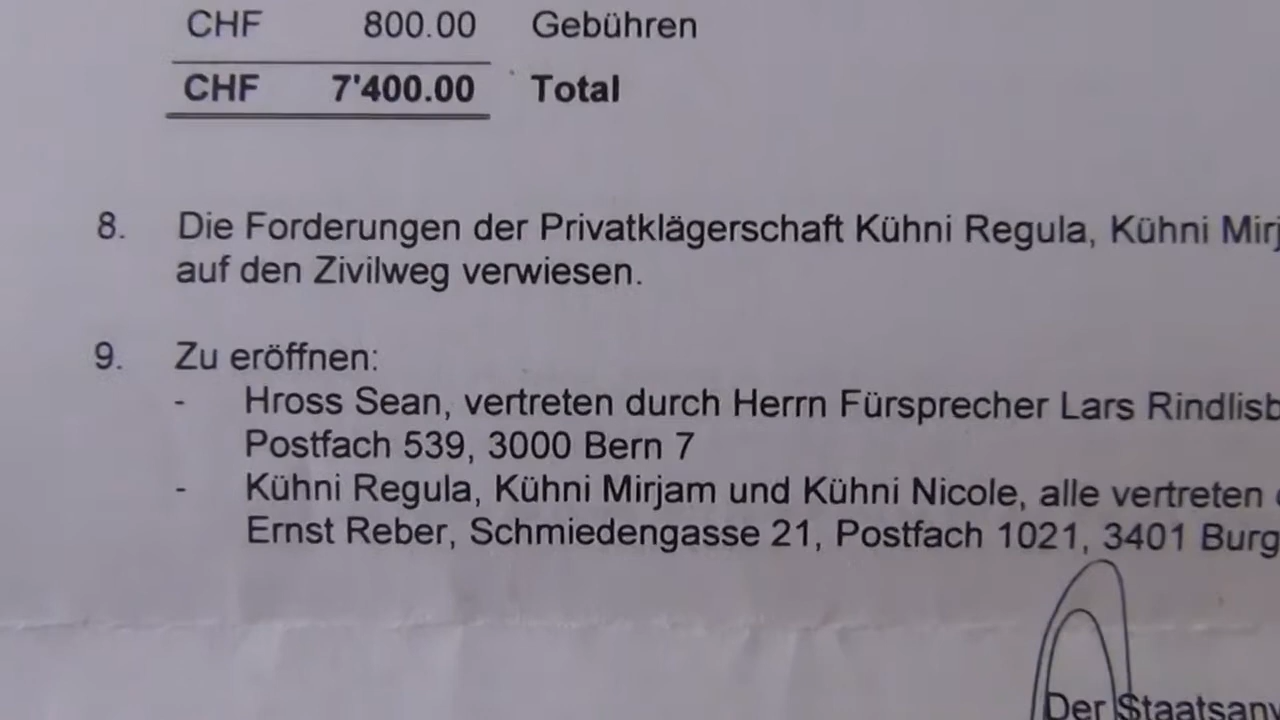 CHF 800.00 Gebühren
CHF 7'400.00 Total
8. Die Forderungen der Privatklägerschaft Kühni Regula, Kühni
auf den Zivilweg verwiesen.
9. Zu eröffnen:
- Hross Sean, vertreten durch Herrn Fürsprecher Lars
Postfach 539, 3000 Bern 7
- Kühni Regula, Kühni Mirjam und Kühni Nicole, alle vertreten
Ernst Reber, Schmiedengasse 21, Postfach 1021, 3401
Der